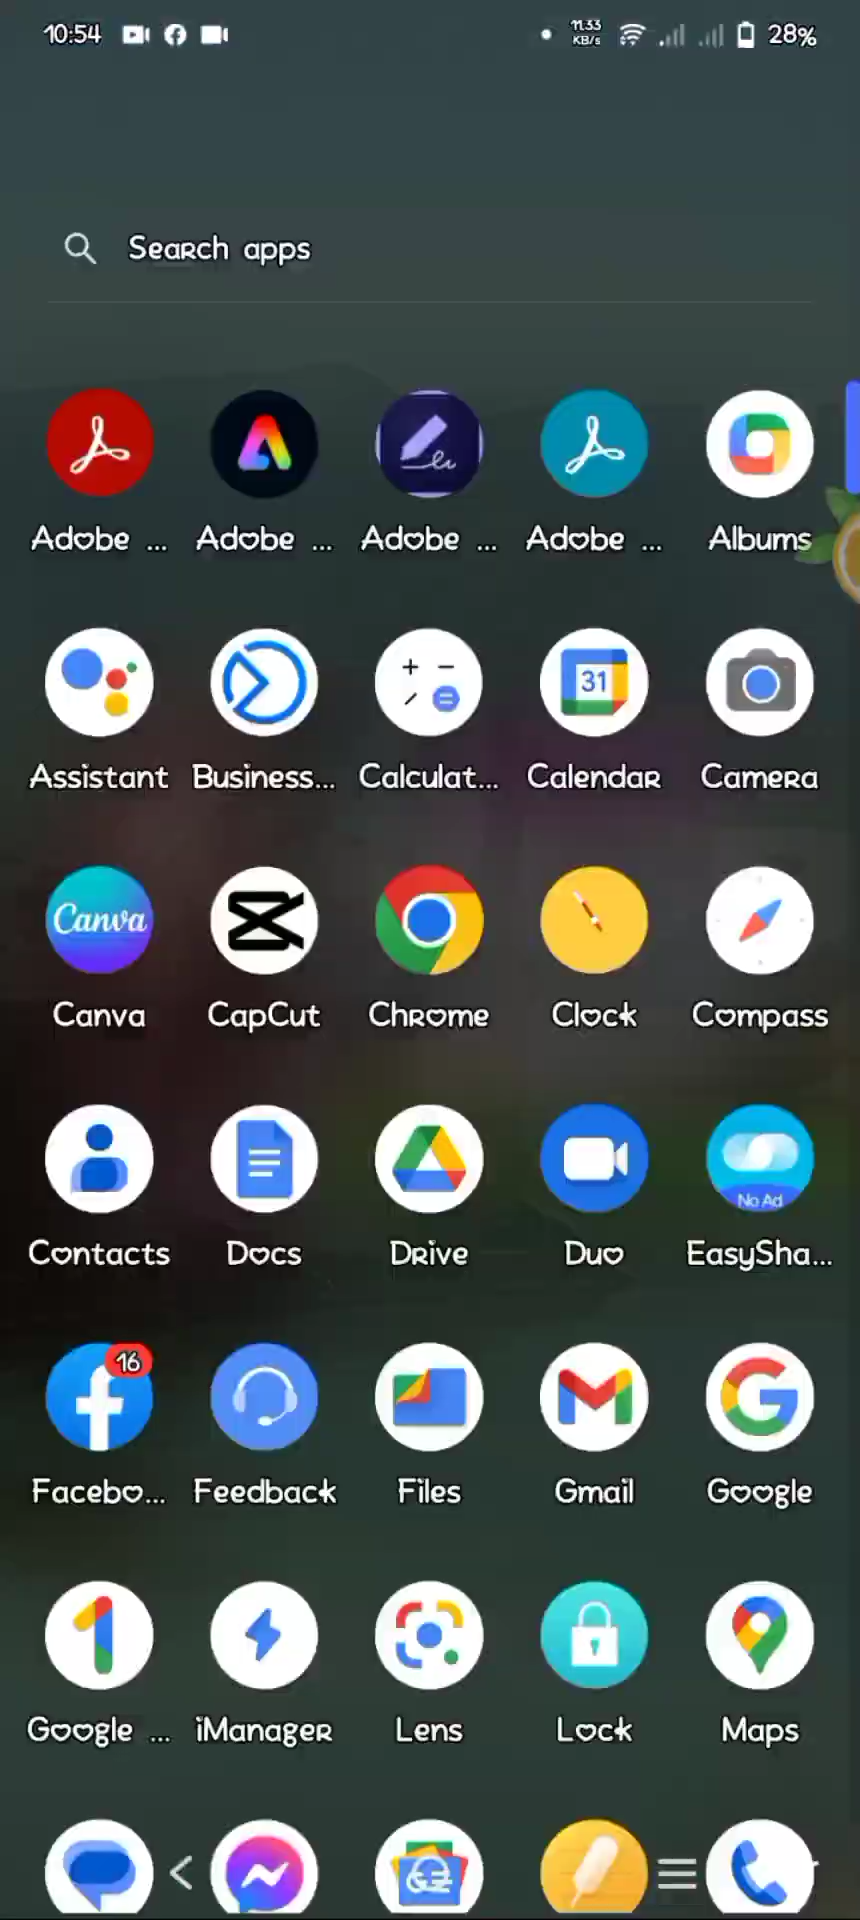 10:54 11.33 KB/s 28%
Search apps
Adobe ... Adobe ... Adobe ... Adobe ... Albums
31
Assistant Business... Calculat... Calendar Camera
Canva
Canva CapCut Chrome Clock Compass
No Ad
Contacts Docs Drive Duo EasySha...
16
Facebo... Feedback Files Gmail Google
Google ... iManager Lens Lock Maps